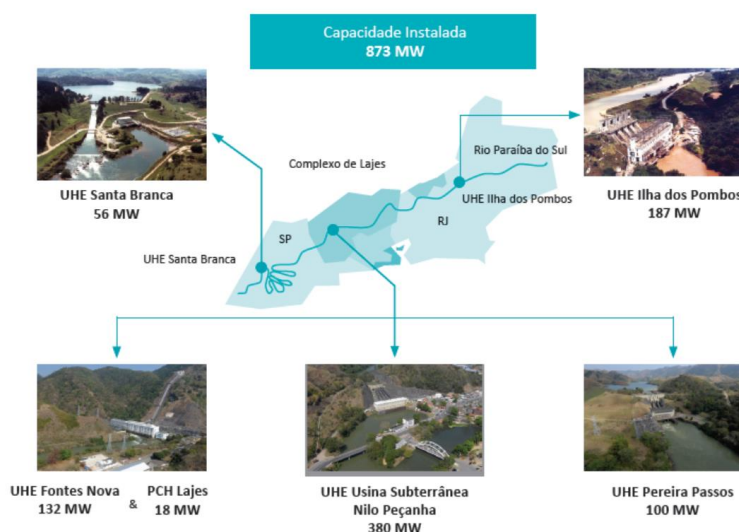 Capacidade Instalada
873 MW
Complexo de Lajes
Rio Paraíba do Sul
UHE Santa Branca
56 MW
UHE Ilha dos Pombos
RJ
UHE Ilha dos Pombos
187 MW
SP
UHE Santa Branca
UHE Fontes Nova
132 MW
&
PCH Lajes
18 MW
UHE Usina Subterrânea
Nilo Peçanha
380 MW
UHE Pereira Passos
100 MW